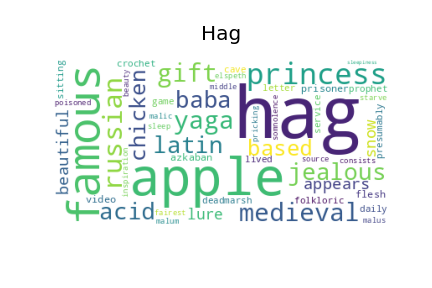 Hag
hag
apple
famous
princess
medieval
jealous
russian
gift
chicken
baba
yaga
latin
acid
based
snow
appears
lure
beautiful
crochet
cave
elspeth
letter
prisoner
prophet
starve
sleepiness
sitting
beauty
middle
poisoned
game
malic
sleep
inspiration
azkaban
lived
source
consists
service
somnolence
pricking
presumably
flesh
video
deadmarsh
folkloric
daily
fairest
malum
malus